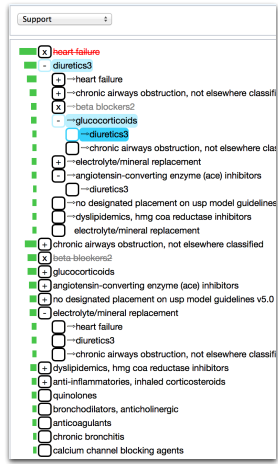 Support
x heart failure
- diuretics3
+ →heart failure
+ →chronic airways obstruction, not elsewhere classifi
x →beta blockers2
- →glucocorticoids
→diuretics3
→chronic airways obstruction, not elsewhere clas
+ →electrolyte/mineral replacement
- →angiotensin-converting enzyme (ace) inhibitors
→diuretics3
→no designated placement on usp model guidelines
→dyslipidemics, hmg coa reductase inhibitors
electrolyte/mineral replacement
+ chronic airways obstruction, not elsewhere classified
x beta blockers2
+ glucocorticoids
+ angiotensin-converting enzyme (ace) inhibitors
+ no designated placement on usp model guidelines v5.0
- electrolyte/mineral replacement
→heart failure
→diuretics3
→chronic airways obstruction, not elsewhere classifi
+ dyslipidemics, hmg coa reductase inhibitors
+ anti-inflammatories, inhaled corticosteroids
quinolones
bronchodilators, anticholinergic
anticoagulants
chronic bronchitis
calcium channel blocking agents